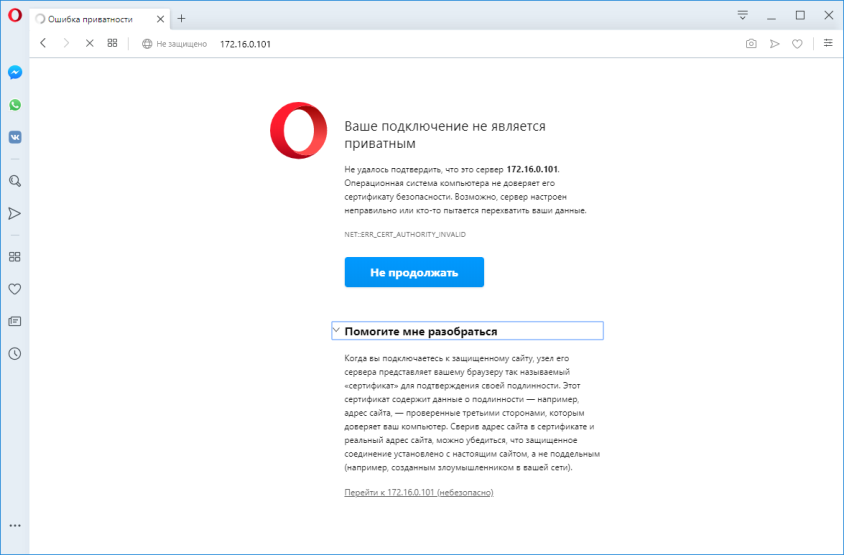 Ошибка приватности
Не защищено 172.16.0.101
Ваше подключение не является
приватным
Не удалось подтвердить, что это сервер 172.16.0.101.
Операционная система компьютера не доверяет его
сертификату безопасности. Возможно, сервер настроен
неправильно или кто-то пытается перехватить ваши данные.
NET::ERR_CERT_AUTHORITY_INVALID
Не продолжать
Помогите мне разобраться
Когда вы подключаетесь к защищенному сайту, узел его
сервера представляет вашему браузеру так называемый
«сертификат» для подтверждения своей подлинности. Этот
сертификат содержит данные о подлинности — например,
адрес сайта, — проверенные третьими сторонами, которым
доверяет ваш компьютер. Сверив адрес сайта в сертификате и
реальный адрес сайта, можно убедиться, что защищенное
соединение установлено с настоящим сайтом, а не поддельным
(например, созданным злоумышленником в вашей сети).
Перейти к 172.16.0.101 (небезопасно)